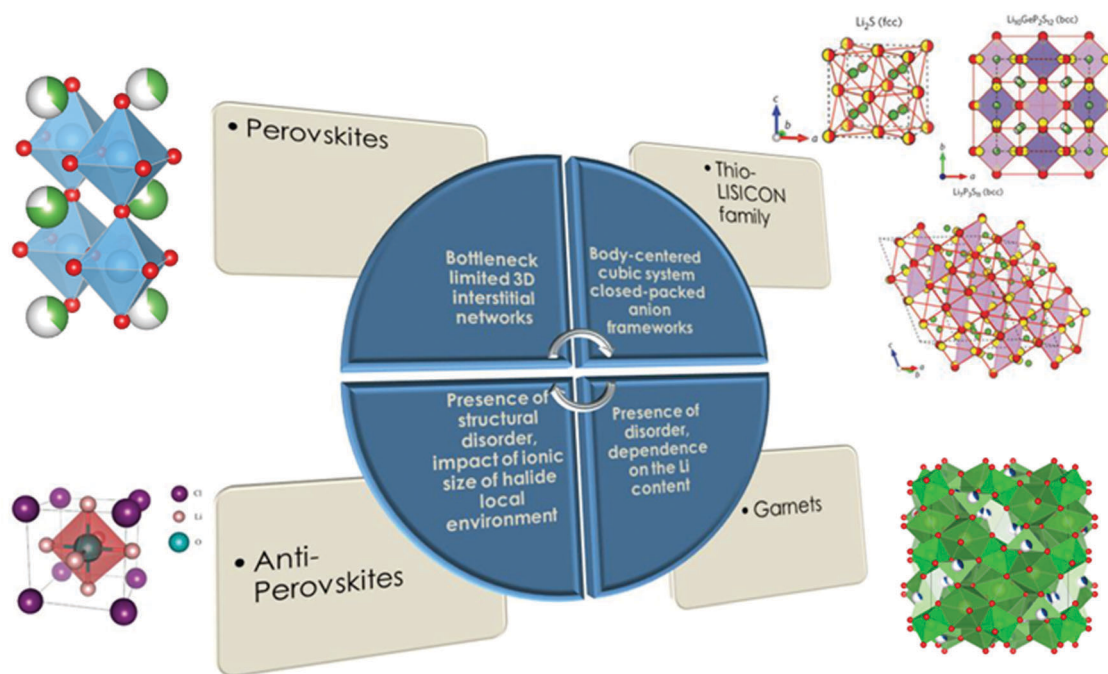 Li₂S (fcc)
Li₁₀GeP₂S₁₂ (bcc)
c
b
a
b
a
Li₇P₃S₁₁ (bcc)
c
a
b
• Perovskites
• Thio-
LISICON
family
Bottleneck
limited 3D
interstitial
networks
Body-centered
cubic system
closed-packed
anion
frameworks
Presence of
structural
disorder,
impact of ionic
size of halide
local
environment
Presence of
disorder,
dependence
on the Li
content
• Anti-
Perovskites
• Garnets
Cl
Li
O